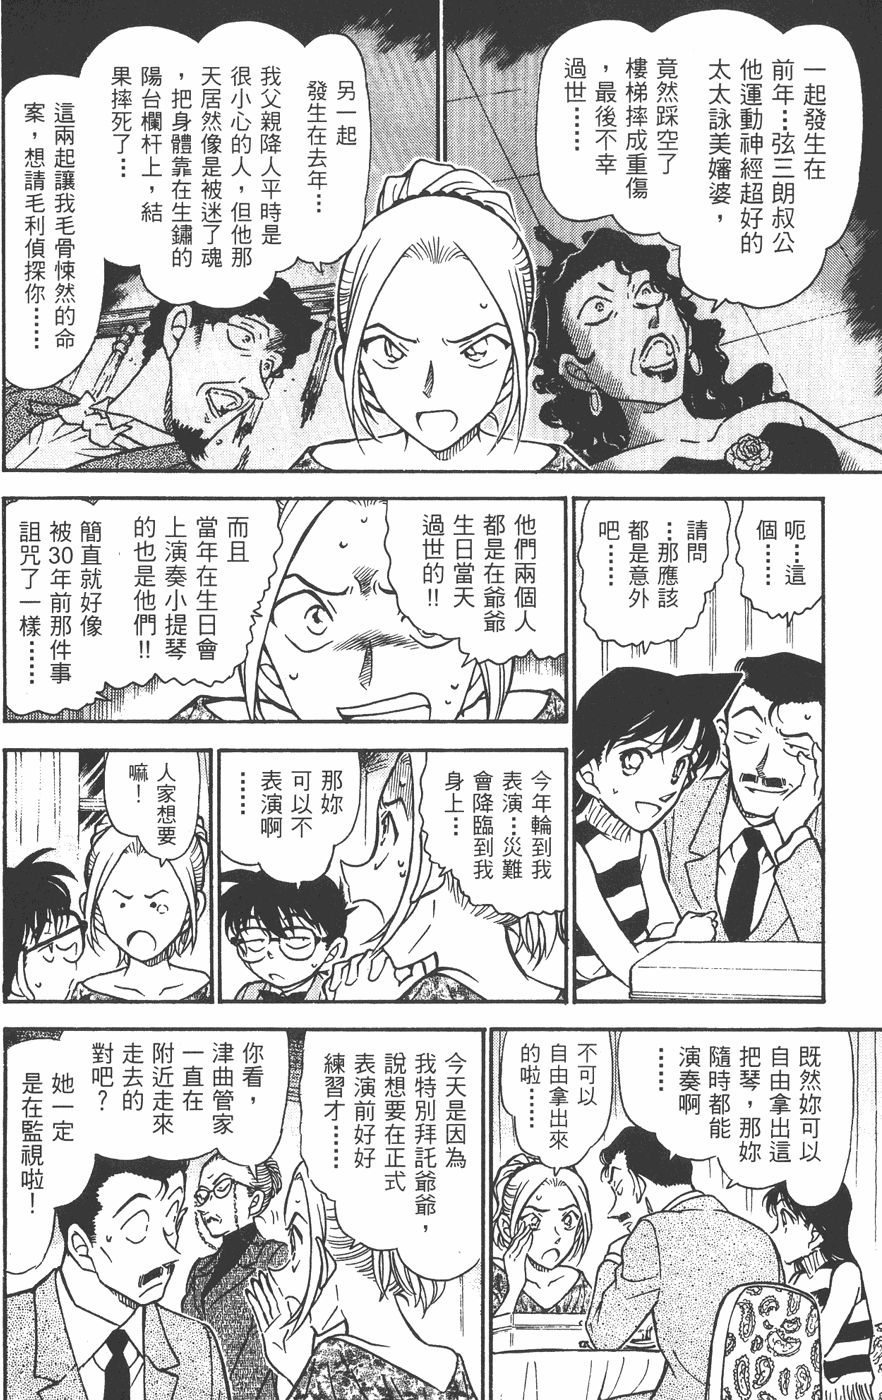 一起發生在
前年…弦三朗叔公
他運動神經超好的
太太詠美嬸婆，
竟然踩空了
樓梯摔成重傷
，最後不幸
過世……
另一起
發生在去年…
我父親降人平時是
很小心的人，但他那
天居然像是被迷了魂
，把身體靠在生鏽的
陽台欄杆上，結
果摔死了…
這兩起讓我毛骨悚然的命
案，想請毛利偵探你……
呃…這
個……
請問
…那應該
都是意外
吧……
他們兩個人
都是在爺爺
生日當天
過世的!!
而且
當年在生日會
上演奏小提琴
的也是他們!!
簡直就好像
被30年前那件事
詛咒了一樣……
今年輪到我
表演…災難
會降臨到我
身上…
那妳
可以不
表演啊
……
人家想要
嘛！
既然妳可以
自由拿出這
把琴，那妳
隨時都能
演奏啊
……
不可以
自由拿出來
的啦……
今天是因為
我特別拜託爺爺，
說想要在正式
表演前好好
練習才……
你看，
津曲管家
一直在
附近走來
走去的
對吧？
她一定
是在監視啦！